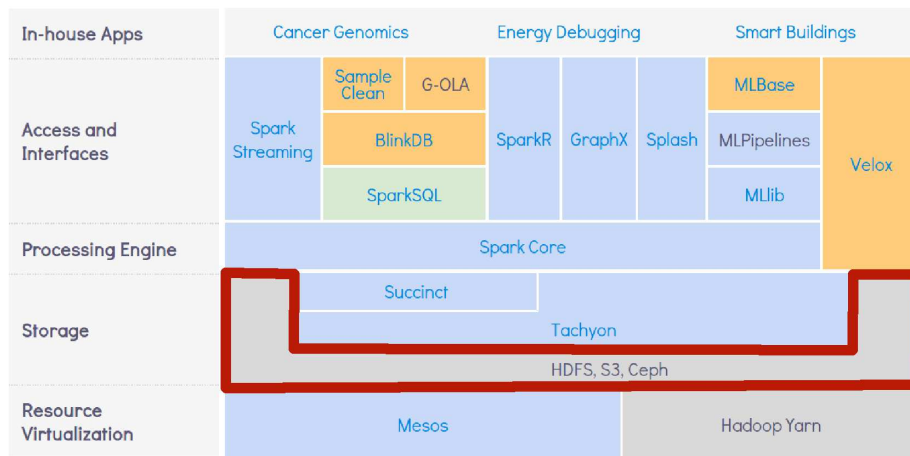 In-house Apps
Cancer Genomics
Energy Debugging
Smart Buildings
Access and
Interfaces
Spark
Streaming
Sample
Clean
G-OLA
BlinkDB
SparkSQL
SparkR
GraphX
Splash
MLBase
MLPipelines
MLlib
Velox
Processing Engine
Spark Core
Storage
Succinct
Tachyon
HDFS, S3, Ceph
Resource
Virtualization
Mesos
Hadoop Yarn